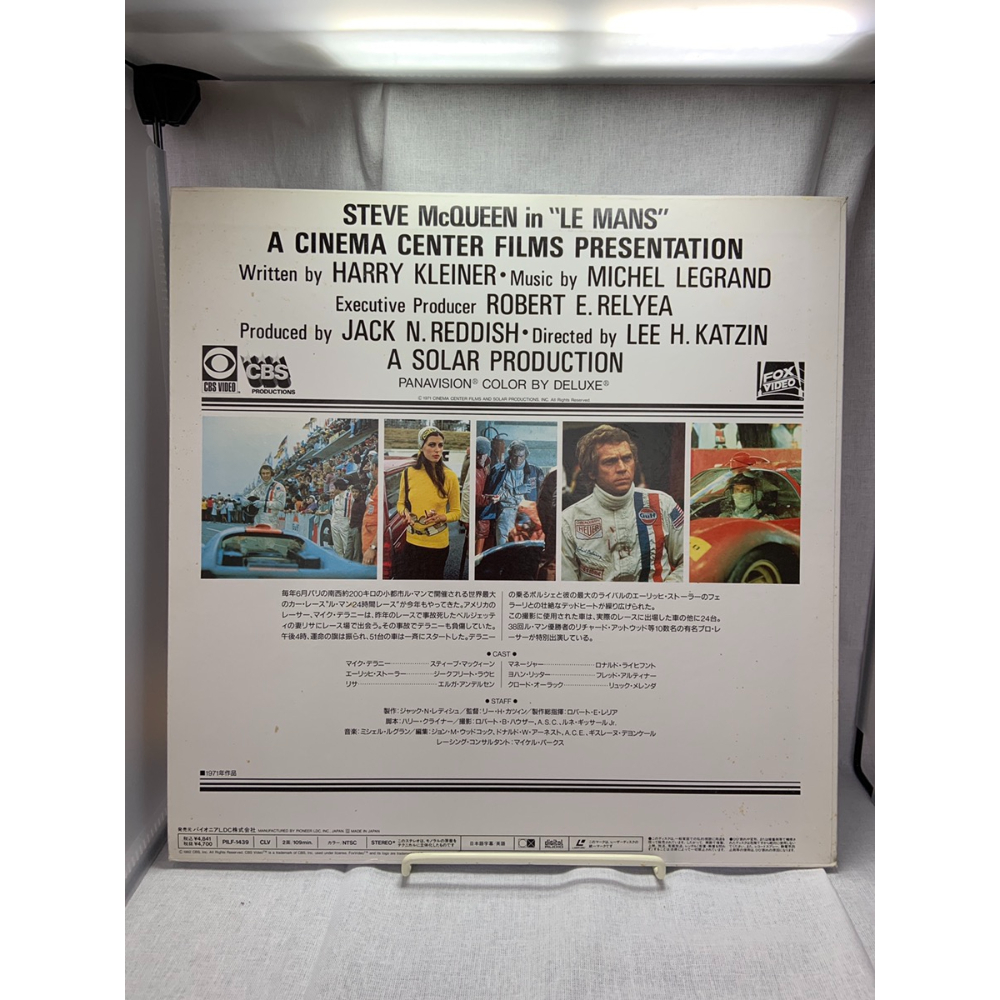 STEVE McQUEEN in "LE MANS"
A CINEMA CENTER FILMS PRESENTATION
Written by HARRY KLEINER • Music by MICHEL LEGRAND
Executive Producer ROBERT E. RELYEA
Produced by JACK N. REDDISH • Directed by LEE H. KATZIN
A SOLAR PRODUCTION
PANAVISION® COLOR BY DELUXE®
CBS VIDEO™
CBS
PRODUCTIONS
FOX
VIDEO
© 1971 CINEMA CENTER FILMS AND SOLAR PRODUCTIONS, INC. All Rights Reserved
HEUER
Gulf
毎年6月パリの南西約200キロの小都市ル・マンで開催される世界最大
のカー・レース"ル・マン24時間レース"が今年もやってきた。アメリカの
レーサー、マイク・デラニーは、昨年のレースで事故死したベルジェッテ
ィの妻リサにレース場で出会う。その事故でデラニーも負傷していた。
午後4時、運命の旗は振られ、51台の車は一斉にスタートした。デラニー
の乗るポルシェと彼の最大のライバルのエーリッヒ・ストーラーのフェ
ラーリとの壮絶なデッドヒートが繰り広げられた。
この撮影に使用された車は、実際のレースに出場した車の他に24台。
38回ル・マン優勝者のリチャード・アットウッド等10数名の有名プロ・レ
ーサーが特別出演している。
● CAST ●
マイク・デラニー…………スティーブ・マックィーン
エーリッヒ・ストーラー…………ジークフリート・ラウヒ
リサ…………エルガ・アンデルセン
マネージャー…………ロナルド・ライヒフント
ヨハン・リッター…………フレッド・アルティナー
クロード・オーラック…………リュック・メレンダ
● STAFF ●
製作：ジャック・N・レディシュ／監督：リー・H・カツィン／製作総指揮：ロバート・E・レリア
脚本：ハリー・クライナー／撮影：ロバート・B・ハウザー, A.S.C., ルネ・ギッサールJr.
音楽：ミシェル・ルグラン／編集：ジョン・M・ウッドコック, ドナルド・W・アーネスト, A.C.E., ギスレーヌ・デヨンケール
レーシング・コンサルタント：マイケル・パークス
■1971年作品
発売元:パイオニアLDC株式会社 MANUFACTURED BY PIONEER LDC, INC., JAPAN MADE IN JAPAN
税込 ¥4,841
税抜 ¥4,700
PILF-1439
CLV
2面/109min.
カラー/NTSC
STEREO
日本語字幕/英語